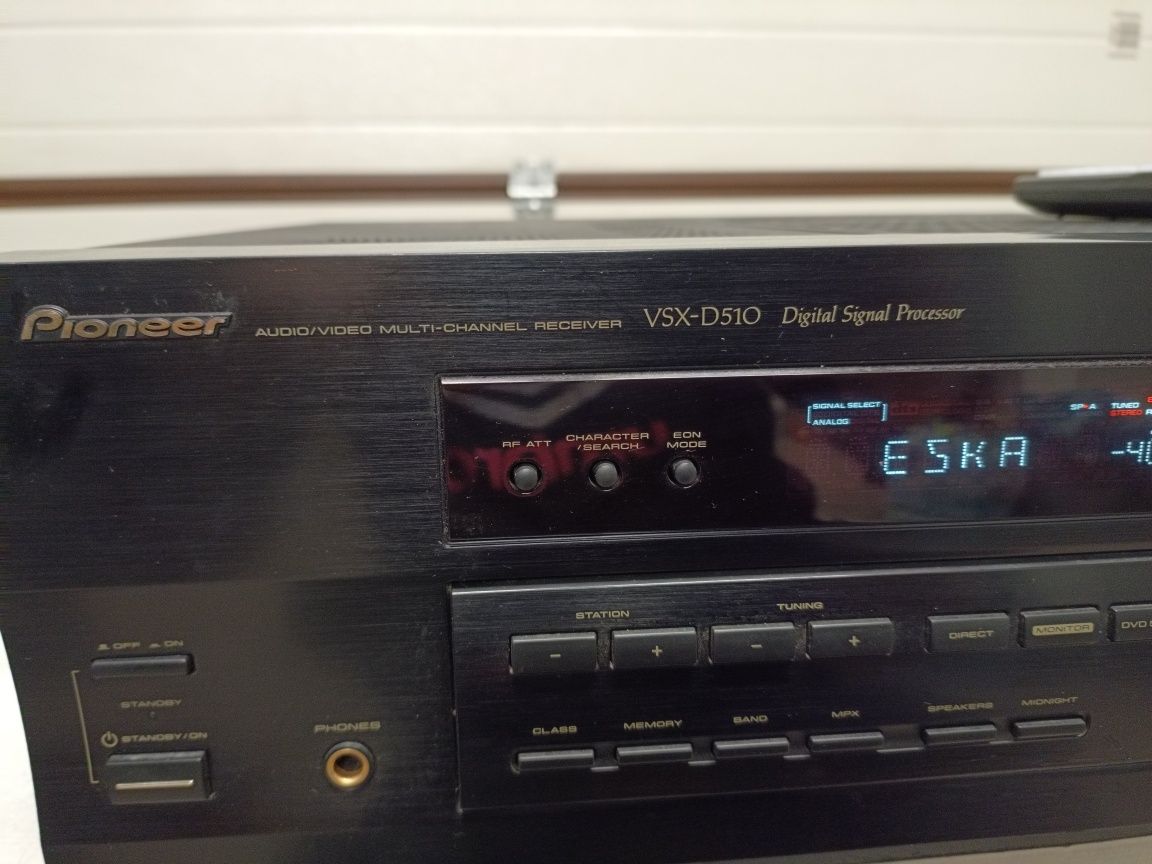 Pioneer AUDIO/VIDEO MULTI-CHANNEL RECEIVER VSX-D510 Digital Signal Processor
SIGNAL SELECT
ANALOG
SP►A TUNED
STEREO
RF ATT CHARACTER /SEARCH EON MODE
ESKA -40
STATION TUNING
- + - + DIRECT MONITOR DVD
OFF ON
STANDBY
STANDBY/ON
PHONES
CLASS MEMORY BAND MPX SPEAKERS MIDNIGHT